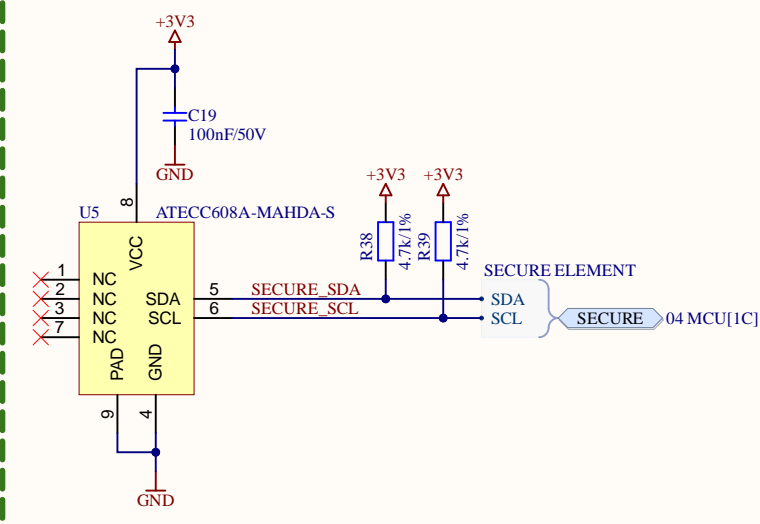 +3V3
C19
100nF/50V
GND
+3V3
+3V3
U5
8
ATECC608A-MAHDA-S
R38
4.7k/1%
R39
4.7k/1%
VCC
SECURE ELEMENT
1
NC
2
NC
SDA
5
SECURE_SDA
SDA
3
NC
SCL
6
SECURE_SCL
SCL
SECURE
04 MCU[1C]
7
NC
PAD
GND
9
4
GND